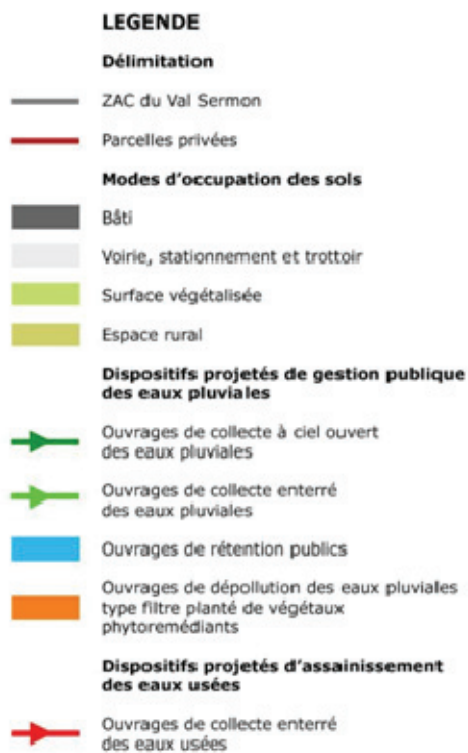 LEGENDE
Délimitation
ZAC du Val Sermon
Parcelles privées
Modes d'occupation des sols
Bâti
Voirie, stationnement et trottoir
Surface végétalisée
Espace rural
Dispositifs projetés de gestion publique
des eaux pluviales
Ouvrages de collecte à ciel ouvert
des eaux pluviales
Ouvrages de collecte enterré
des eaux pluviales
Ouvrages de rétention publics
Ouvrages de dépollution des eaux pluviales
type filtre planté de végétaux
phytoremédiants
Dispositifs projetés d'assainissement
des eaux usées
Ouvrages de collecte enterré
des eaux usées